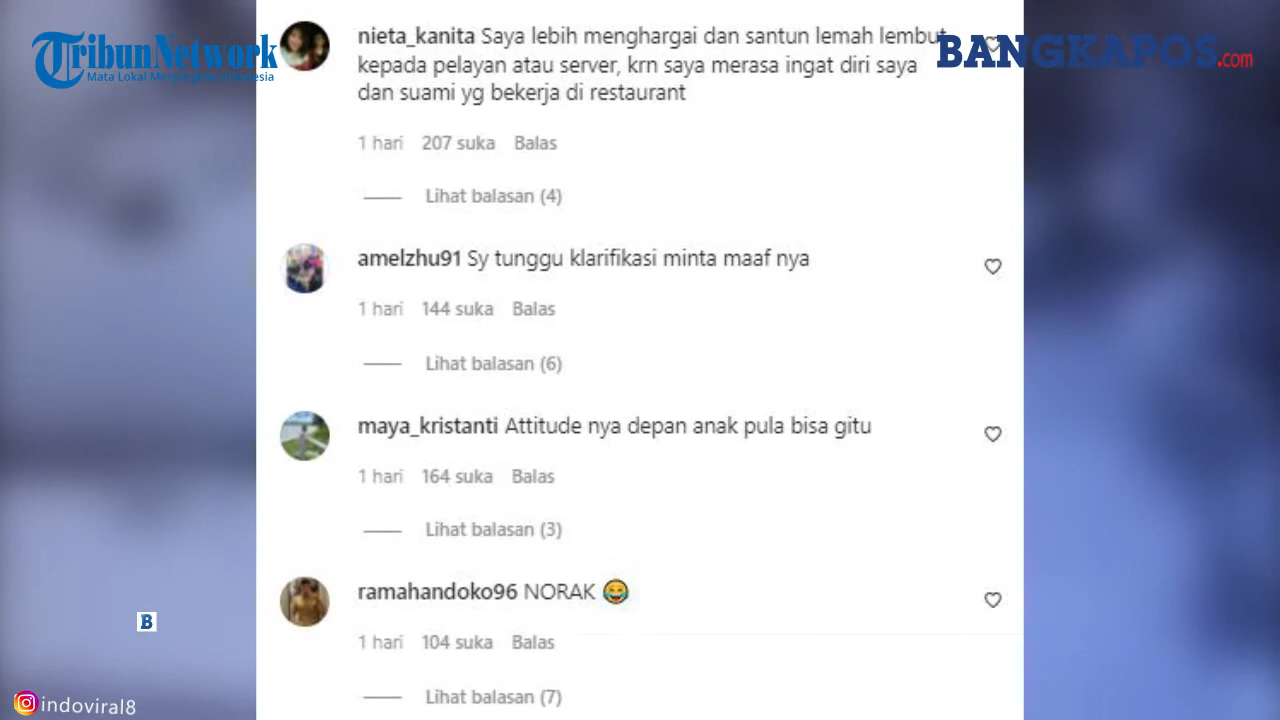 TribunNetwork
Mata Lokal Menjangkau Indonesia
BANGKAPOS.com
nieta_kanita Saya lebih menghargai dan santun lemah lembut
kepada pelayan atau server, krn saya merasa ingat diri saya
dan suami yg bekerja di restaurant
1 hari 207 suka Balas
Lihat balasan (4)
amelzhu91 Sy tunggu klarifikasi minta maaf nya
1 hari 144 suka Balas
Lihat balasan (6)
maya_kristanti Attitude nya depan anak pula bisa gitu
1 hari 164 suka Balas
Lihat balasan (3)
ramahandoko96 NORAK 😂
1 hari 104 suka Balas
Lihat balasan (7)
B
indoviral8